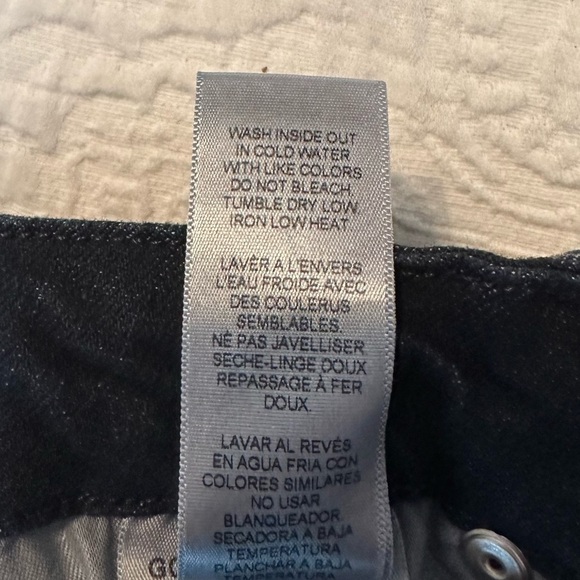 WASH INSIDE OUT
IN COLD WATER
WITH LIKE COLORS
DO NOT BLEACH.
TUMBLE DRY LOW.
IRON LOW HEAT
LAVER A L'ENVERS
L'EAU FROIDE AVEC
DES COULERUS
SEMBLABLES.
NÉ PAS JAVELLISER
SECHE-LINGE DOUX
REPASSAGE À FER
DOUX.
LAVAR AL REVÉS
EN AGUA FRIA CON
COLORES SIMILARES
NO USAR
BLANQUEADOR.
SECADORA A BAJA
TEMPERATURA
PLANCHAR A BAJA
TEMPERATURA